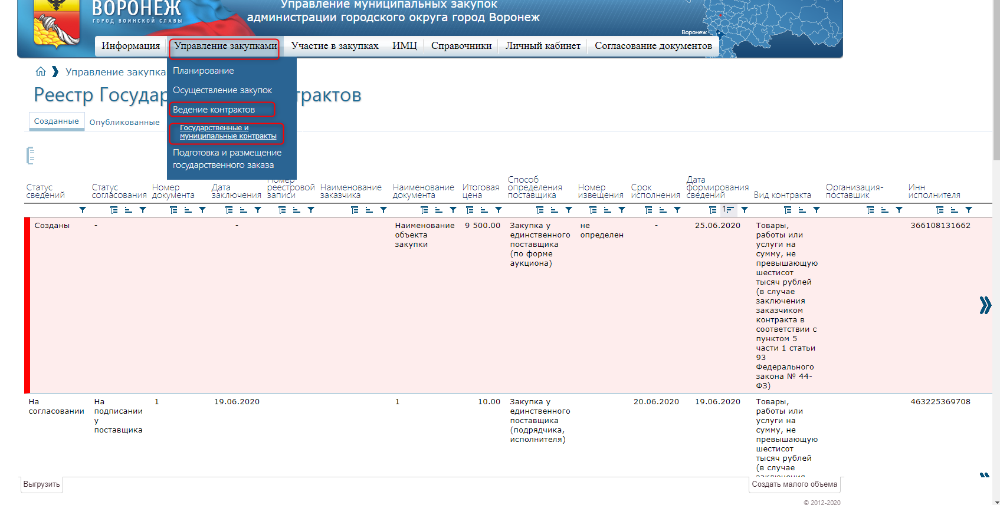 ВОРОНЕЖ
ГОРОД ВОИНСКОЙ СЛАВЫ
Управление муниципальных закупок
администрации городского округа город Воронеж
Воронеж
Информация Управление закупками Участие в закупках ИМЦ Справочники Личный кабинет Согласование документов
Управление закупка
Планирование
Осуществление закупок
Ведение контрактов
Государственные и
муниципальные контракты
Подготовка и размещение
государственного заказа
Реестр Государ трактов
Созданные Опубликованные
Статус
сведений
Статус
согласования
Номер
документа
Дата
заключения
Номер
реестровой
записи
Наименование
заказчика
Наименование
документа
Итоговая
цена
Способ
определения
поставщика
Номер
извещения
Срок
исполнения
Дата
формирования
сведений
Вид контракта
Организация-
поставщик
Инн
исполнителя
1
Созданы
-
-
Наименование
объекта
закупки
9 500.00
Закупка у
единственного
поставщика
(по форме
аукциона)
не
определен
-
25.06.2020
Товары,
работы или
услуги на
сумму, не
превышающую
шестисот
тысяч рублей
(в случае
заключения
заказчиком
контракта в
соответствии с
пунктом 5
части 1 статьи
93
Федерального
закона № 44-
ФЗ)
366108131662
На
согласовании
На
подписании
у
поставщика
1
19.06.2020
1
10.00
Закупка у
единственного
поставщика
(подрядчика,
исполнителя)
20.06.2020
19.06.2020
Товары,
работы или
услуги на
сумму, не
превышающую
шестисот
тысяч рублей
(в случае
заключения
463225369708
Выгрузить
Создать малого объема
© 2012-2020